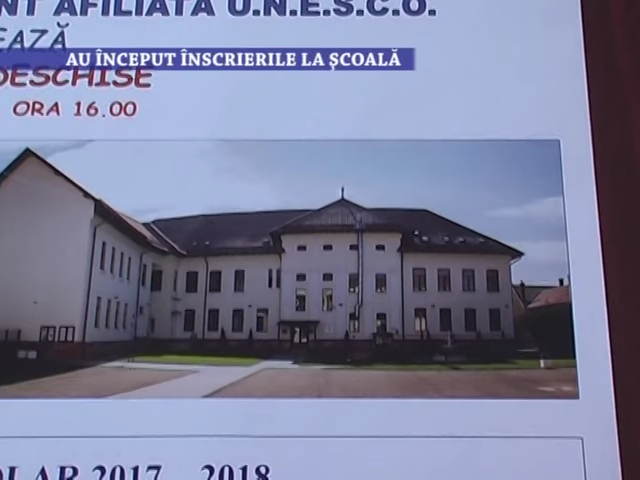 NT AFILIATĂ U.N.E.S.C.O.
EAZĂ
AU ÎNCEPUT ÎNSCRIERILE LA ȘCOALĂ
DESCHISE
ORA 16.00
OLAR 2017 - 2018